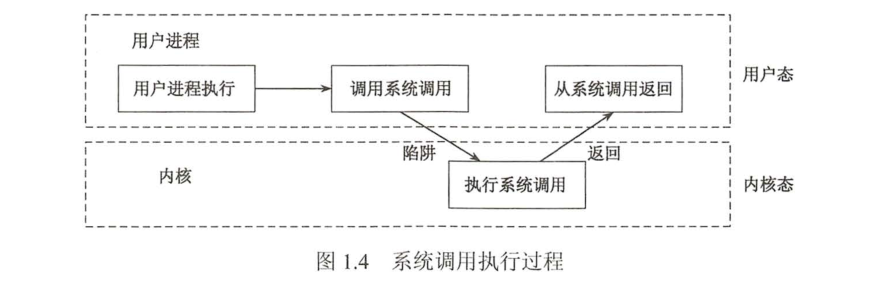 用户进程
用户进程执行
调用系统调用
从系统调用返回
用户态
陷阱
返回
内核
执行系统调用
内核态
图 1.4 系统调用执行过程